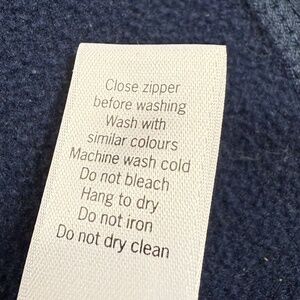 Close zipper
before washing
Wash with
similar colours
Machine wash cold
Do not bleach
Hang to dry
Do not iron
Do not dry clean